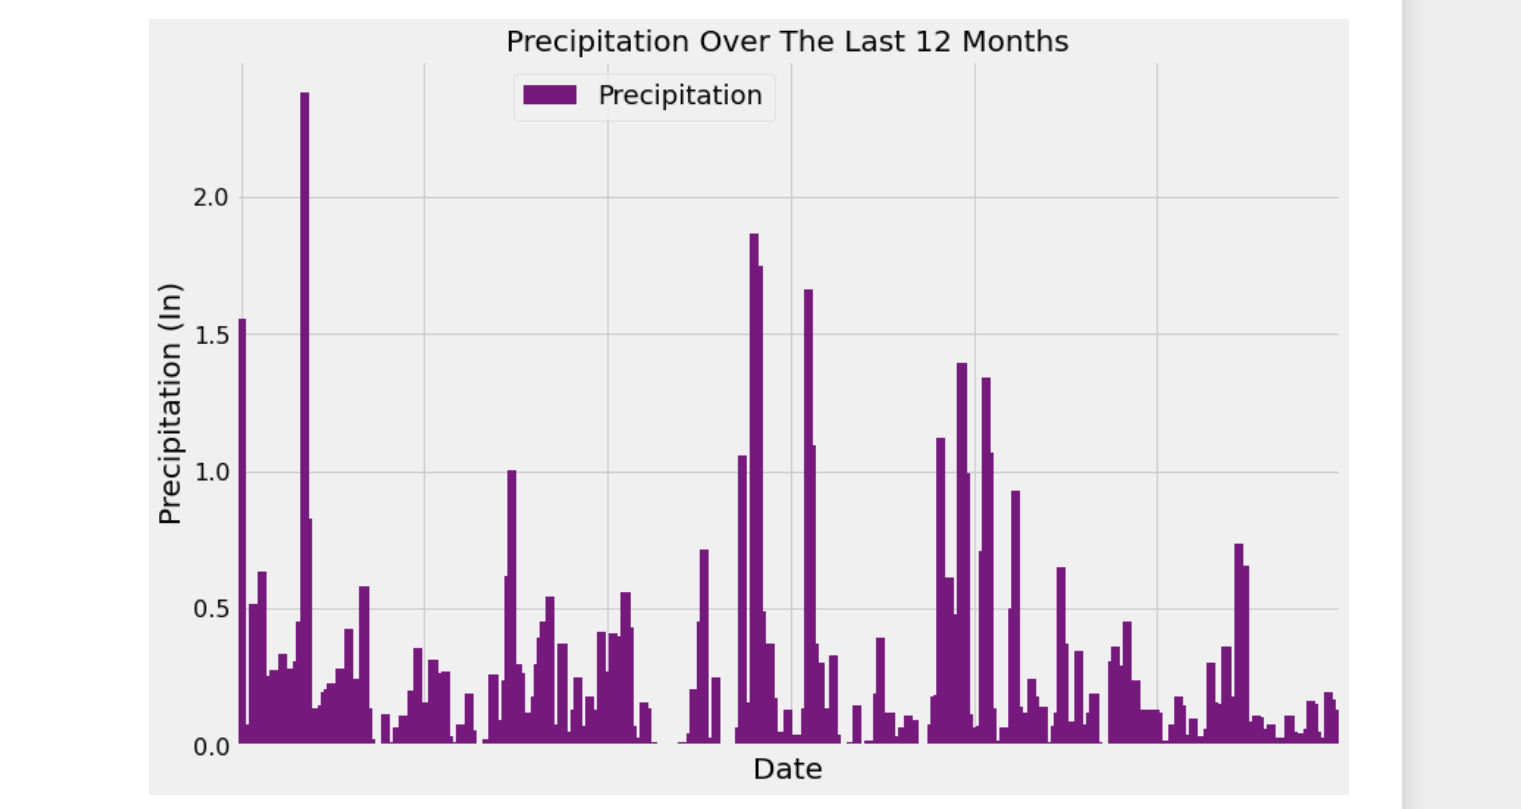 Precipitation Over The Last 12 Months
Precipitation
2.0
1.5
1.0
0.5
0.0
Precipitation (In)
Date